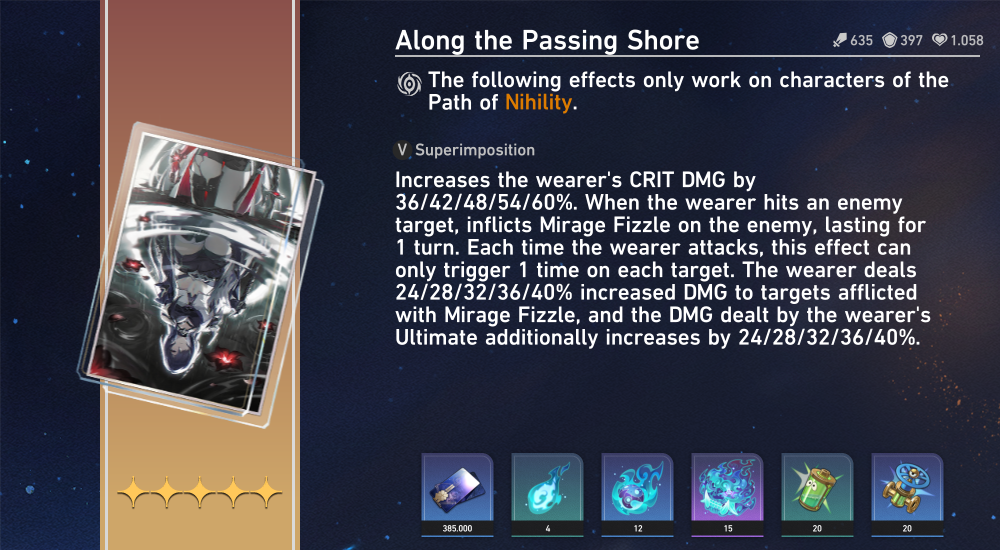 Along the Passing Shore
635 397 1.058
The following effects only work on characters of the
Path of Nihility.
V Superimposition
Increases the wearer's CRIT DMG by
36/42/48/54/60%. When the wearer hits an enemy
target, inflicts Mirage Fizzle on the enemy, lasting for
1 turn. Each time the wearer attacks, this effect can
only trigger 1 time on each target. The wearer deals
24/28/32/36/40% increased DMG to targets afflicted
with Mirage Fizzle, and the DMG dealt by the wearer's
Ultimate additionally increases by 24/28/32/36/40%.
385.000 4 12 15 20 20